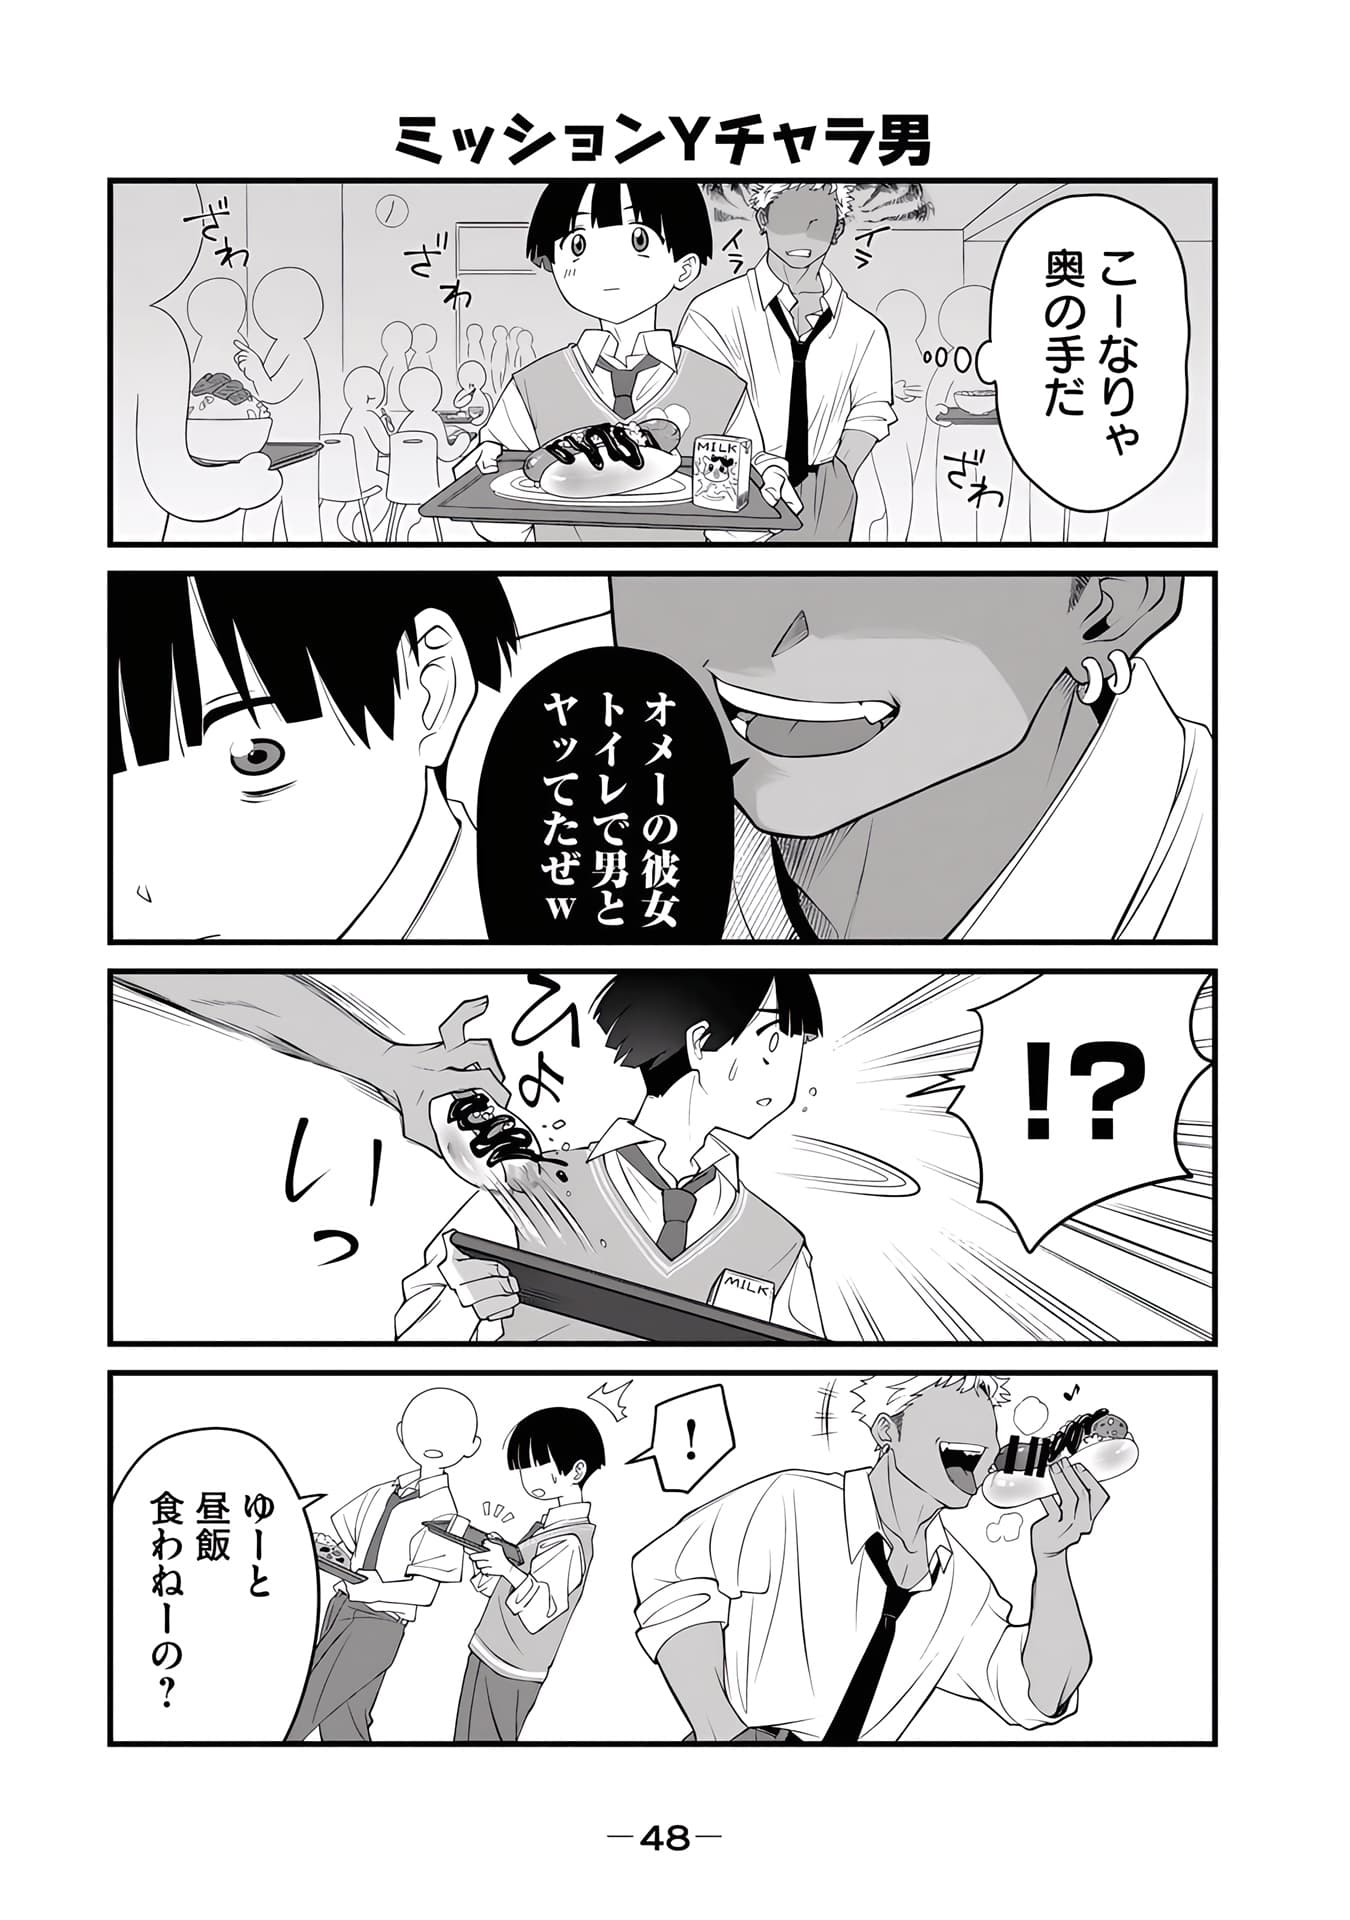 ミッションYチャラ男
こーなりゃ
奥の手だ
イラ
イラ
ざわ
ざわ
ざわ
MILK
オメーの彼女
トイレで男と
ヤッてたぜw
!?
ひょ
いっ
MILK
♪
!
ゆーと
昼飯
食わねーの?
—48—